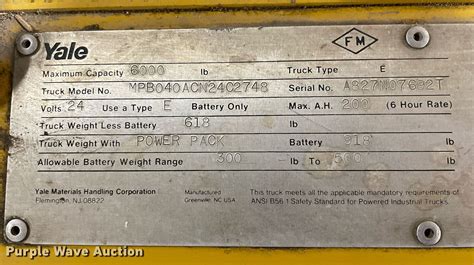 Yale
FM
Maximum Capacity 6000 lb Truck Type E
Truck Model No. MPB040ACN24C2748 Serial No.
Volts 24 Use a Type E Battery Only Max. A.H. 200 (6 Hour Rate)
Truck Weight Less Battery 618 lb
Truck Weight With POWER PACK Battery 918 lb
Allowable Battery Weight Range 300 lb To lb
Yale Materials Handling Corporation
Flemington, NJ 08822
Manufactured
Greenville, NC USA
This truck meets all the applicable mandatory requirements of
ANSI B56.1 Safety Standard for Powered Industrial Trucks.
Purple Wave Auction